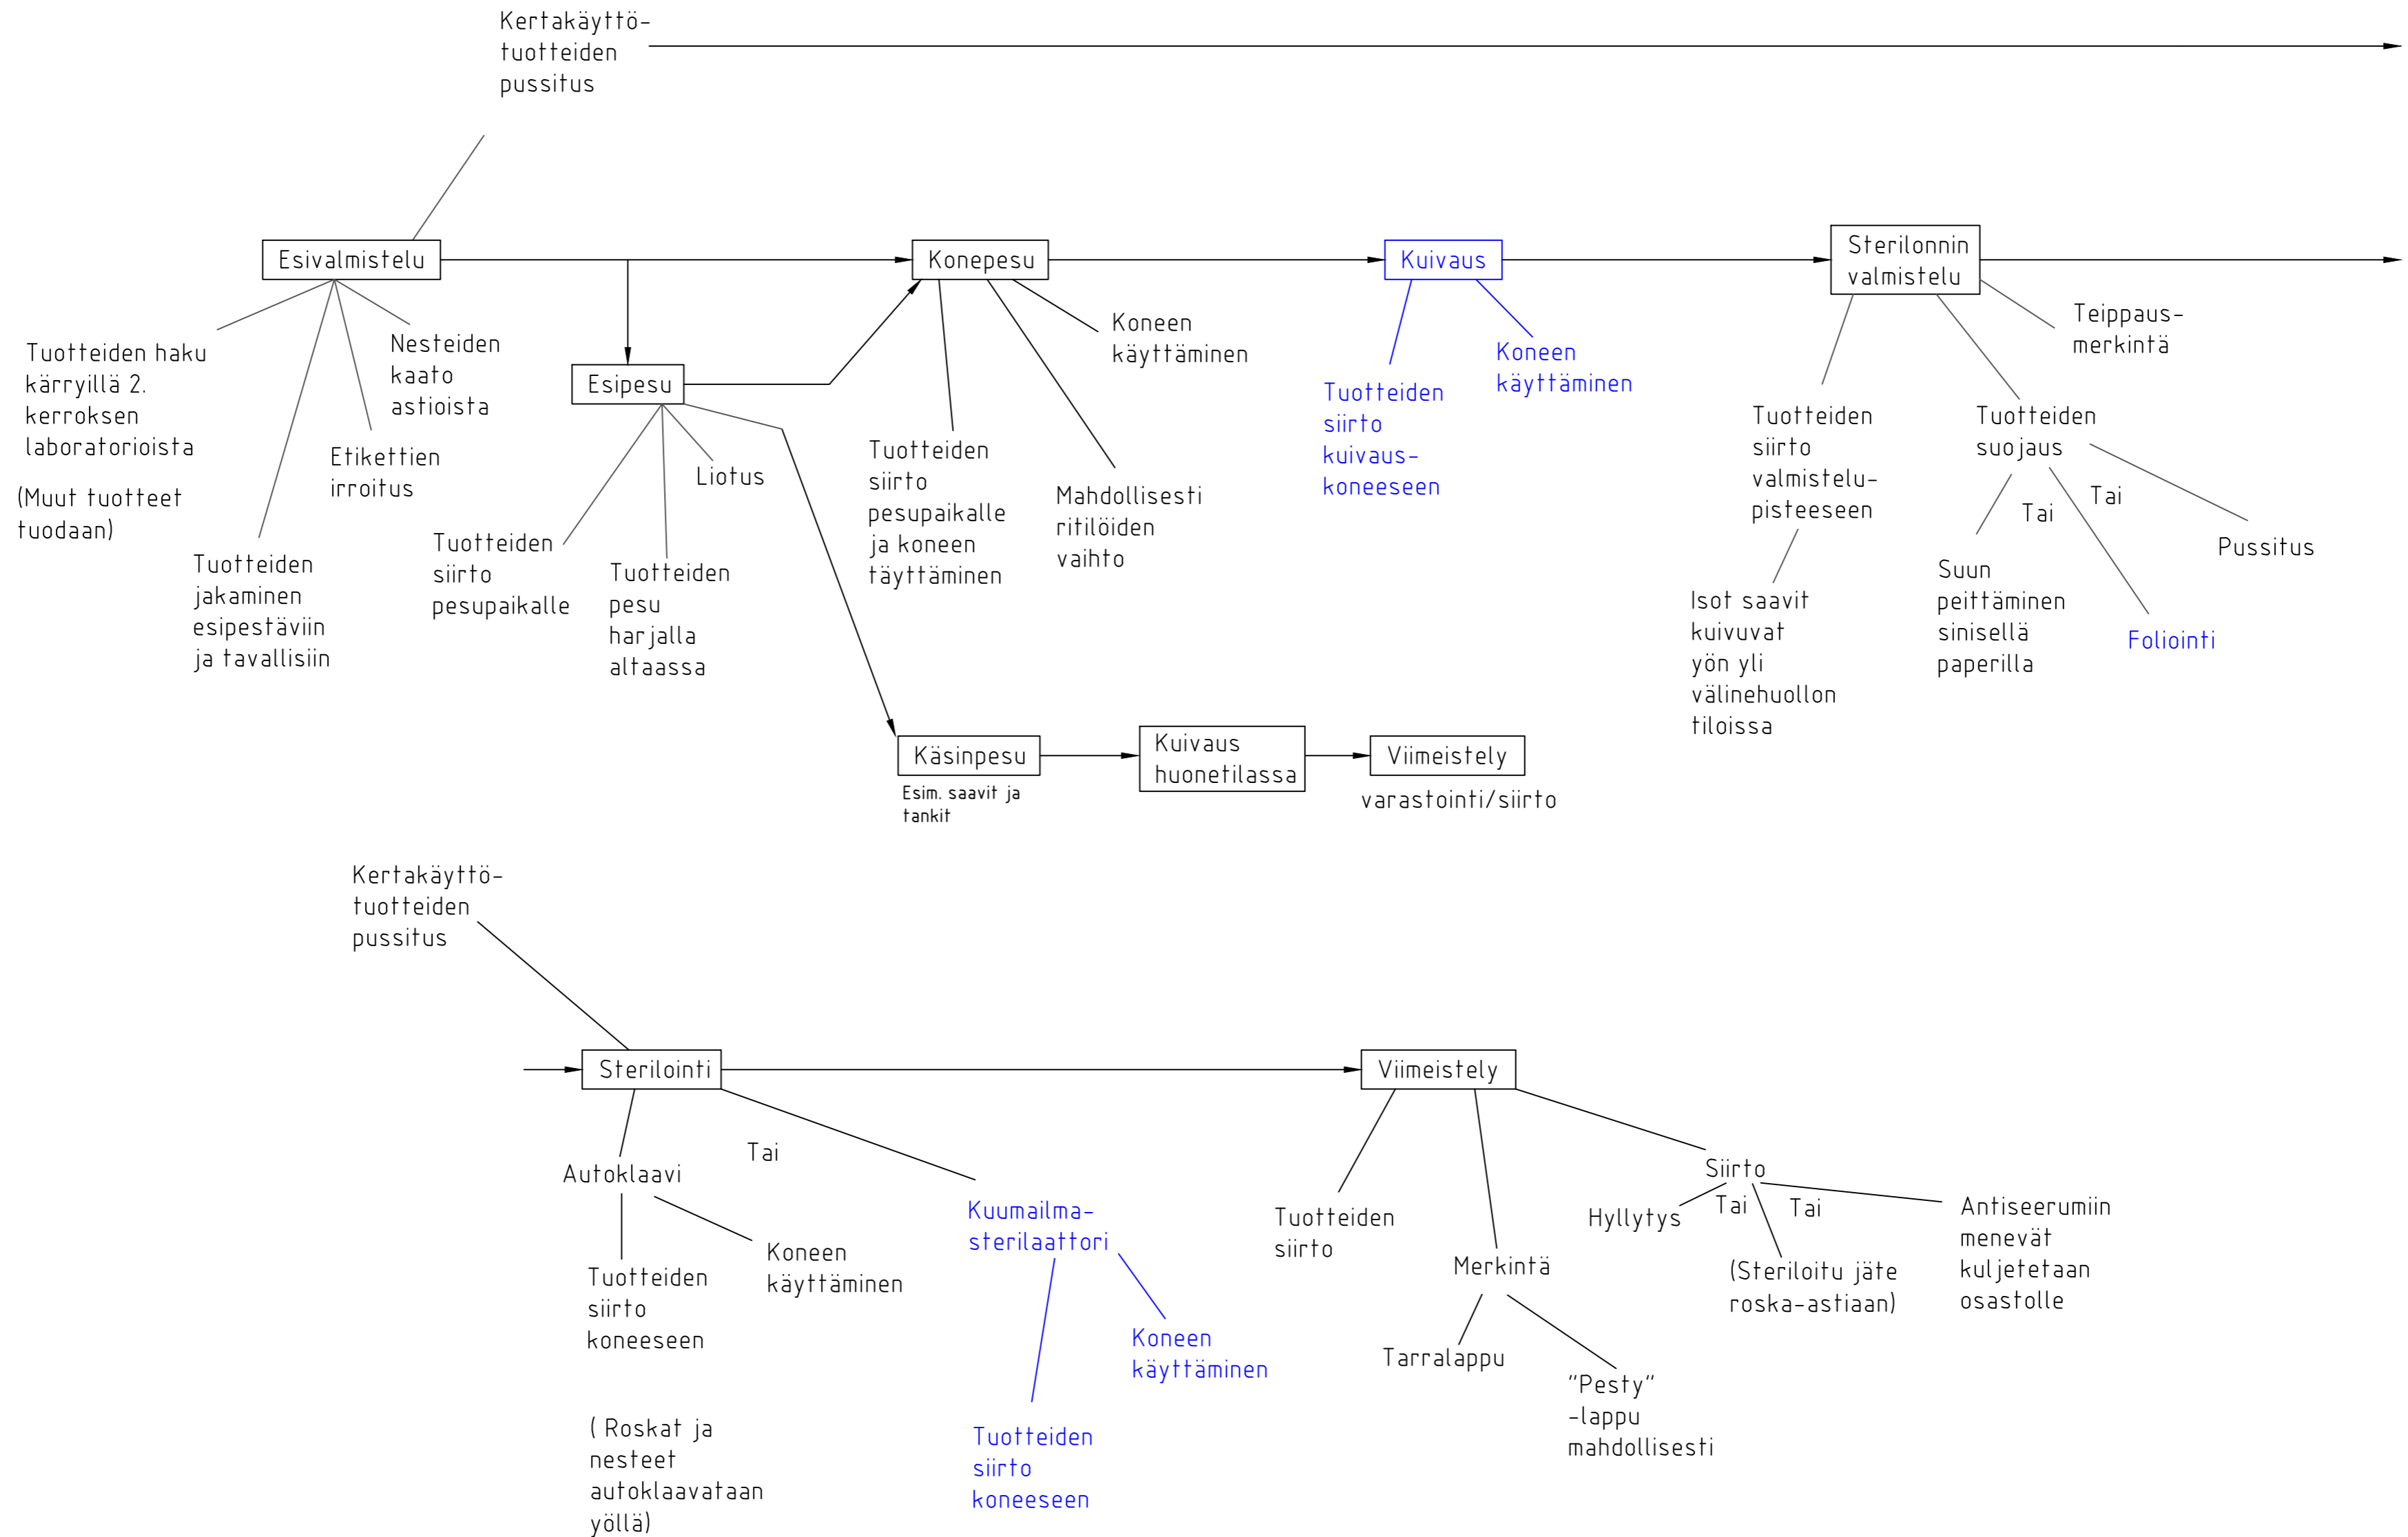 Kertakäyttö-
tuotteiden
pussitus
Esivalmistelu
Konepesu
Kuivaus
Sterilonnin
valmistelu
Tuotteiden haku
kärryillä 2.
kerroksen
laboratorioista
(Muut tuotteet
tuodaan)
Nesteiden
kaato
astioista
Etikettien
irroitus
Tuotteiden
jakaminen
esipestäviin
ja tavallisiin
Esipesu
Liotus
Tuotteiden
siirto
pesupaikalle
Tuotteiden
pesu
harjalla
altaassa
Koneen
käyttäminen
Tuotteiden
siirto
pesupaikalle
ja koneen
täyttäminen
Mahdollisesti
ritilöiden
vaihto
Tuotteiden
siirto
kuivaus-
koneeseen
Koneen
käyttäminen
Teippaus-
merkintä
Tuotteiden
siirto
valmistelu-
pisteeseen
Tuotteiden
suojaus
Tai
Tai
Pussitus
Isot saavit
kuivuvat
yön yli
välinehuollon
tiloissa
Suun
peittäminen
sinisellä
paperilla
Foliointi
Käsinpesu
Esim. saavit ja
tankit
Kuivaus
huonetilassa
Viimeistely
varastointi/siirto
Kertakäyttö-
tuotteiden
pussitus
Sterilointi
Viimeistely
Autoklaavi
Tai
Kuumailma-
sterilaattori
Tuotteiden
siirto
koneeseen
Koneen
käyttäminen
( Roskat ja
nesteet
autoklaavataan
yöllä)
Koneen
käyttäminen
Tuotteiden
siirto
koneeseen
Tuotteiden
siirto
Merkintä
Tarralappu
"Pesty"
-lappu
mahdollisesti
Siirto
Hyllytys
Tai
Tai
(Steriloitu jäte
roska-astiaan)
Antiseerumiin
menevät
kuljetetaan
osastolle